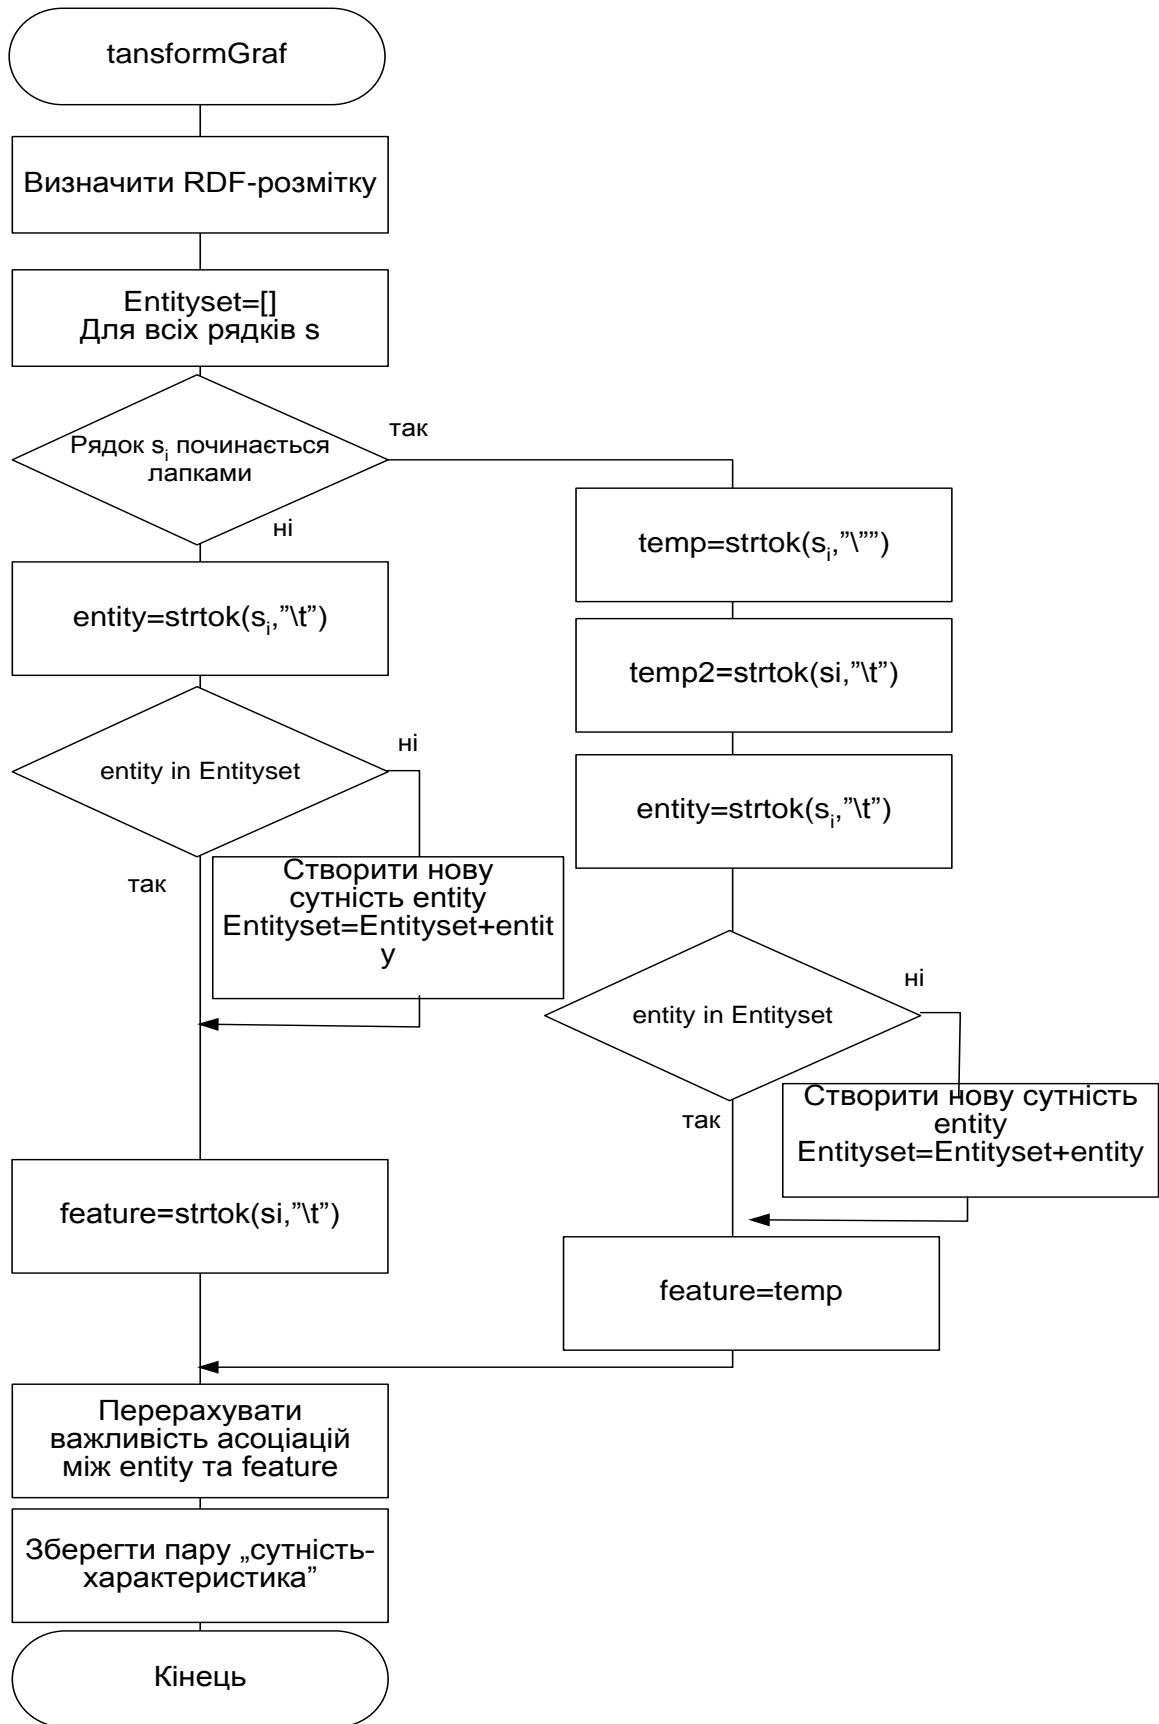 tansformGraf
Визначити RDF-розмітку
Entityset=[]
Для всіх рядків s
Рядок si починається
лапками
так
ні
entity=strtok(si,”\t”)
entity in Entityset
ні
так
Створити нову
сутність entity
Entityset=Entityset+entit
y
feature=strtok(si,”\t”)
temp=strtok(si,”\””)
temp2=strtok(si,”\t”)
entity=strtok(si,”\t”)
entity in Entityset
ні
так
Створити нову сутність
entity
Entityset=Entityset+entity
feature=temp
Перерахувати
важливість асоціацій
між entity та feature
Зберегти пару „сутність-
характеристика”
Кінець